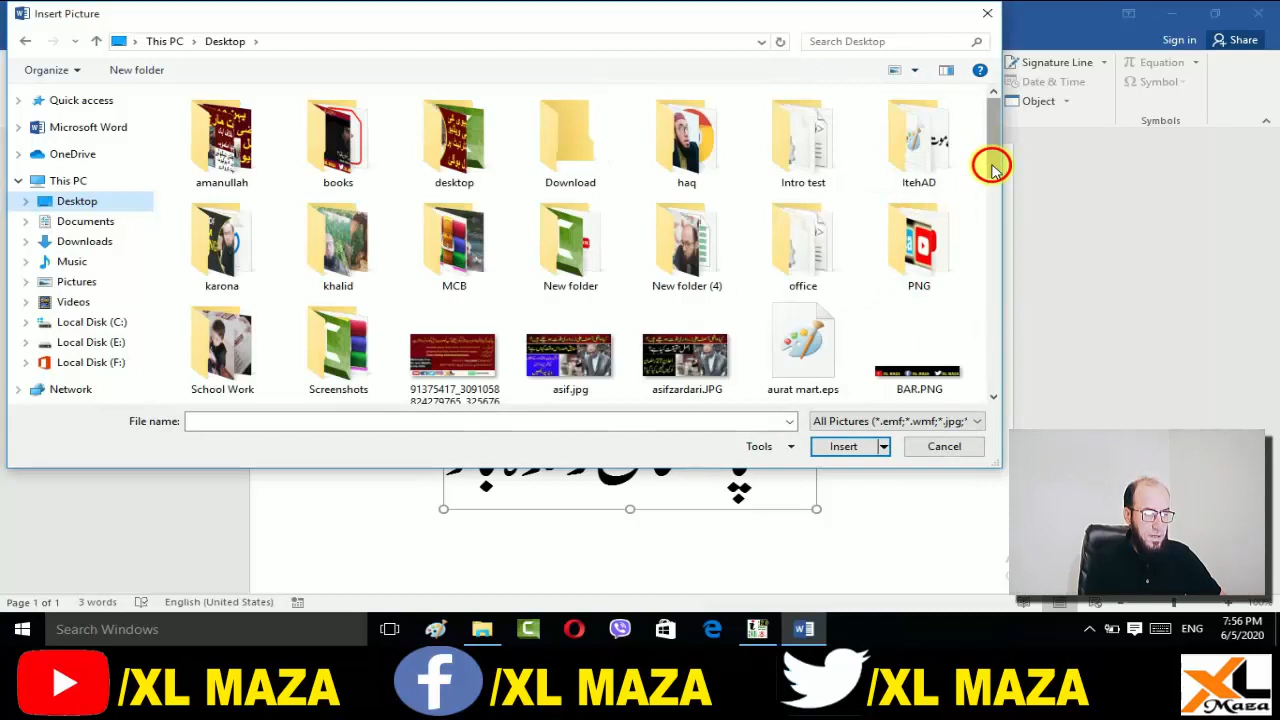 Insert Picture
This PC > Desktop >
Search Desktop
Sign in
Share
Organize
New folder
Signature Line
Equation
Date & Time
Symbol
Object
Symbols
Quick access
Microsoft Word
OneDrive
This PC
Desktop
Documents
Downloads
Music
Pictures
Videos
Local Disk (C:)
Local Disk (E:)
Local Disk (F:)
Network
amanullah
books
desktop
Download
haq
Intro test
ItehAD
karona
khalid
MCB
New folder
New folder (4)
office
PNG
School Work
Screenshots
91375417_3091058
824279765_325676
asif.jpg
asifzardari.JPG
aurat mart.eps
BAR.PNG
File name:
All Pictures (*.emf;*.wmf;*.jpg;*
Tools
Insert
Cancel
Page 1 of 1
3 words
English (United States)
100%
Search Windows
ENG
7:56 PM
6/5/2020
/XL MAZA
/XL MAZA
/XL MAZA
XL
Maza